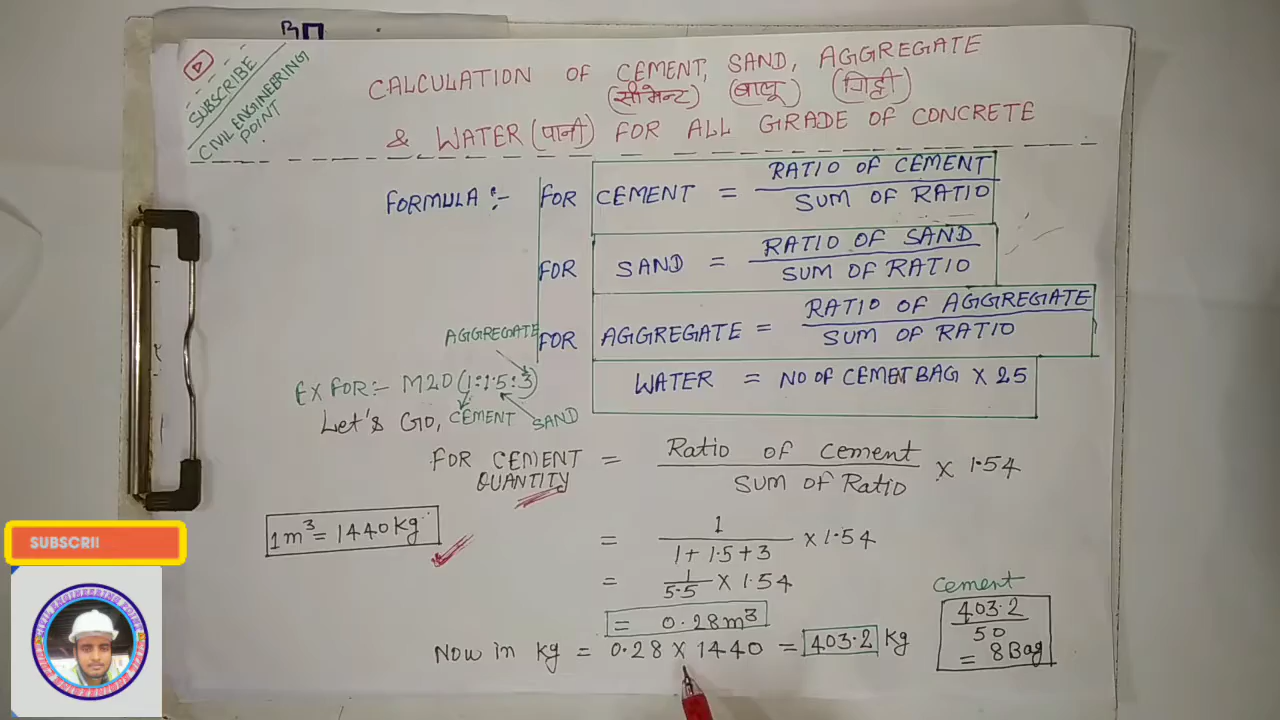 SUBSCRIBE
CIVIL ENGINEERING
POINT
CALCULATION OF CEMENT, SAND, AGGREGATE
(सीमेन्ट) (बालू) (गिट्टी)
& WATER (पानी) FOR ALL GRADE OF CONCRETE
FORMULA :- FOR CEMENT = RATIO OF CEMENT
SUM OF RATIO
FOR SAND = RATIO OF SAND
SUM OF RATIO
FOR AGGREGATE = RATIO OF AGGREGATE
SUM OF RATIO
WATER = NO OF CEMENT BAG X 25
AGGREGATE
EX FOR:- M20 (1:1.5:3)
Let's Go, CEMENT SAND
FOR CEMENT QUANTITY = Ratio of cement
Sum of Ratio X 1.54
1m³ = 1440 Kg
= 1
1 + 1.5 + 3 X 1.54
= 1
5.5 X 1.54
= 0.28m³
Now in Kg = 0.28 X 1440 = 403.2 Kg
Cement
403.2
50
= 8 Bag
SUBSCRI
CIVIL ENGINEERING POINT